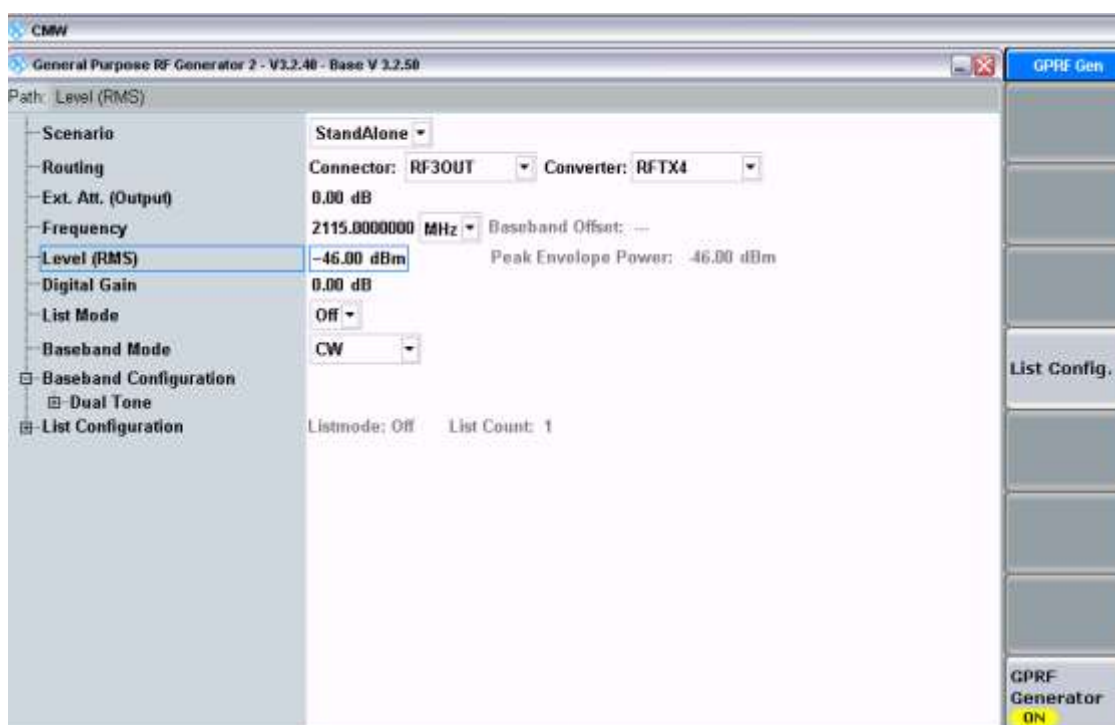 CMW
General Purpose RF Generator 2 - V3.2.40 - Base V 3.2.50
GPRF Gen
Path: Level (RMS)
Scenario StandAlone
Routing Connector: RF3OUT Converter: RFTX4
Ext. Att. (Output) 0.00 dB
Frequency 2115.0000000 MHz Baseband Offset: ---
Level (RMS) -46.00 dBm Peak Envelope Power: -46.00 dBm
Digital Gain 0.00 dB
List Mode Off
Baseband Mode CW
Baseband Configuration
Dual Tone
List Configuration Listmode: Off List Count: 1
List Config.
GPRF
Generator
ON